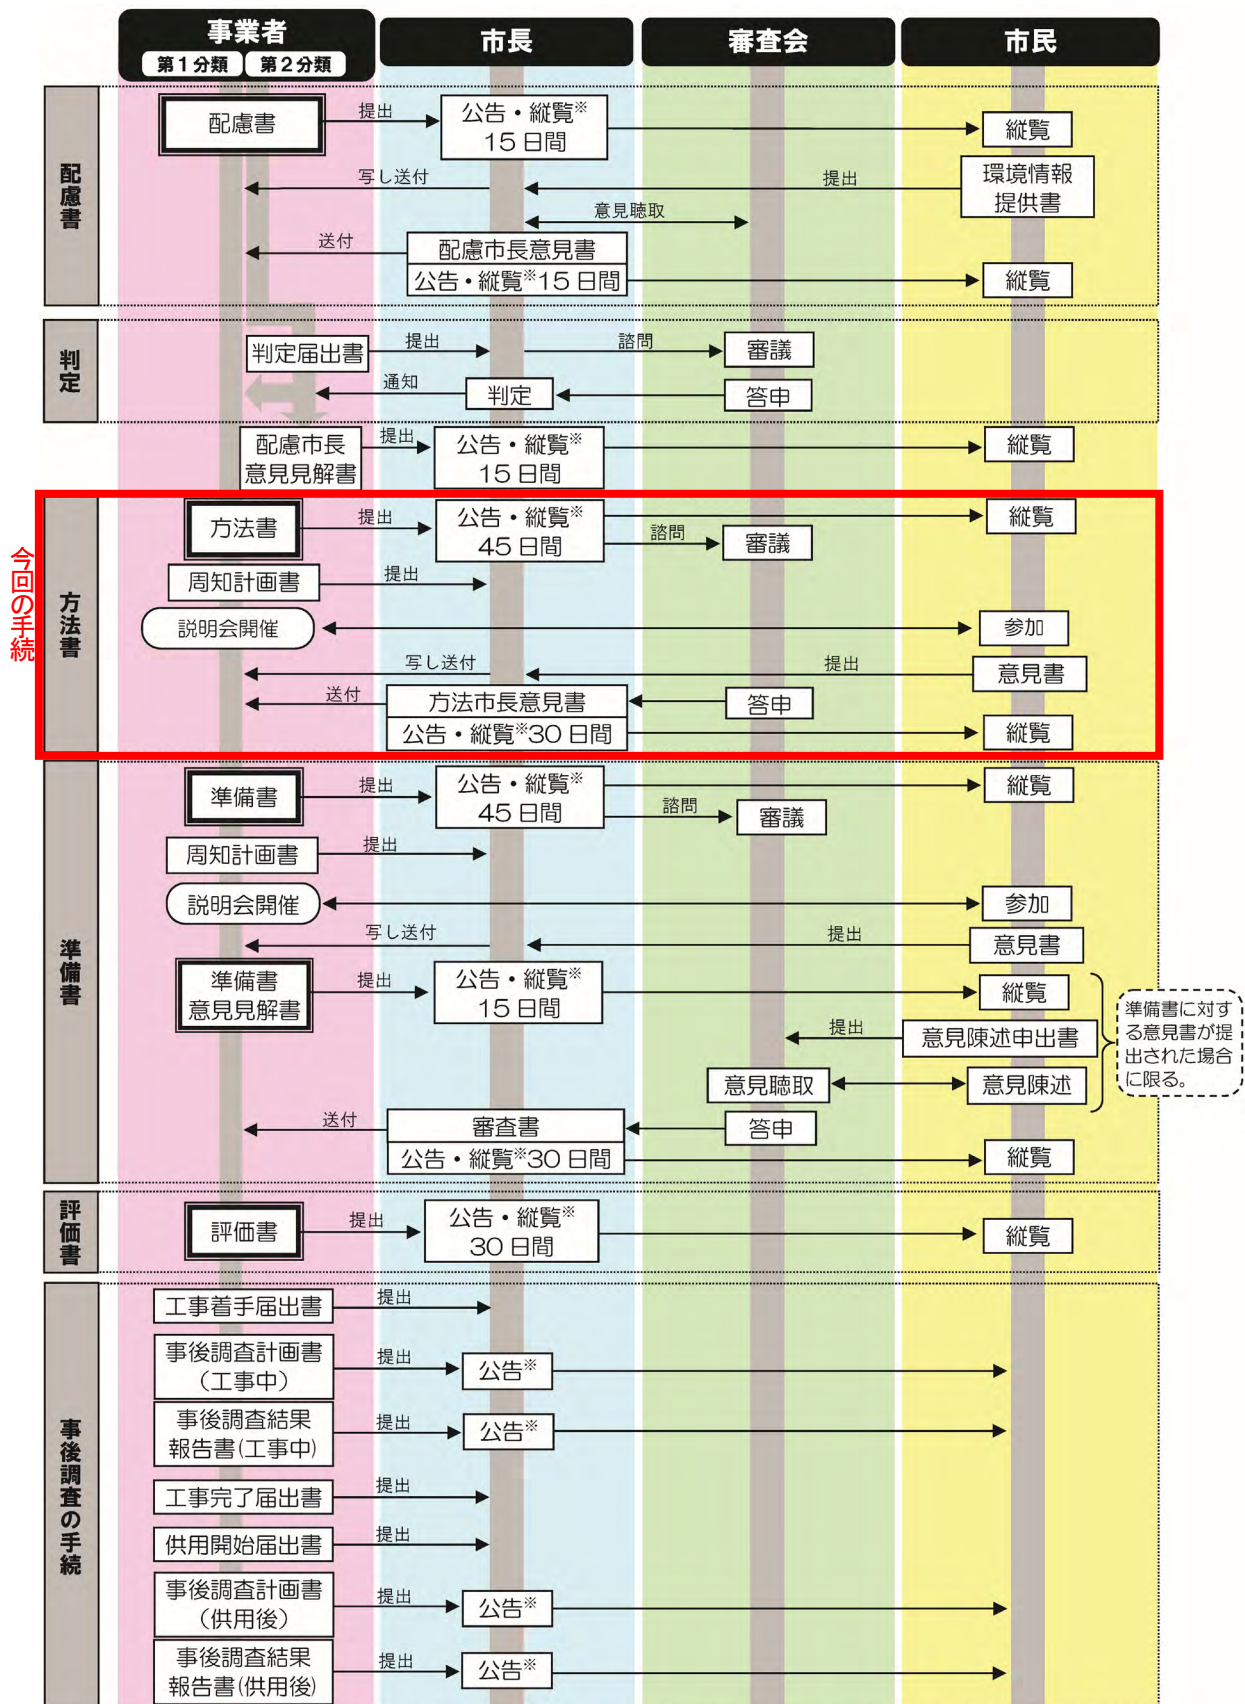 事業者
第1分類
第2分類
市長
審査会
市民
配慮書
配慮書
提出
公告・縦覧※
15日間
縦覧
写し送付
提出
環境情報
提供書
意見聴取
送付
配慮市長意見書
公告・縦覧※15日間
縦覧
判定
判定届出書
提出
諮問
審議
通知
判定
答申
配慮市長
意見見解書
提出
公告・縦覧※
15日間
縦覧
今回の手続
方法書
方法書
提出
公告・縦覧※
45日間
縦覧
諮問
審議
周知計画書
提出
説明会開催
参加
写し送付
提出
意見書
送付
方法市長意見書
答申
公告・縦覧※30日間
縦覧
準備書
準備書
提出
公告・縦覧※
45日間
縦覧
諮問
審議
周知計画書
提出
説明会開催
参加
写し送付
提出
意見書
準備書
意見見解書
提出
公告・縦覧※
15日間
縦覧
提出
意見陳述申出書
意見聴取
意見陳述
準備書に対す
る意見書が提
出された場合
に限る。
送付
審査書
答申
公告・縦覧※30日間
縦覧
評価書
評価書
提出
公告・縦覧※
30日間
縦覧
事後調査の手続
工事着手届出書
提出
事後調査計画書
(工事中)
提出
公告※
事後調査結果
報告書(工事中)
提出
公告※
工事完了届出書
提出
供用開始届出書
提出
事後調査計画書
(供用後)
提出
公告※
事後調査結果
報告書(供用後)
提出
公告※